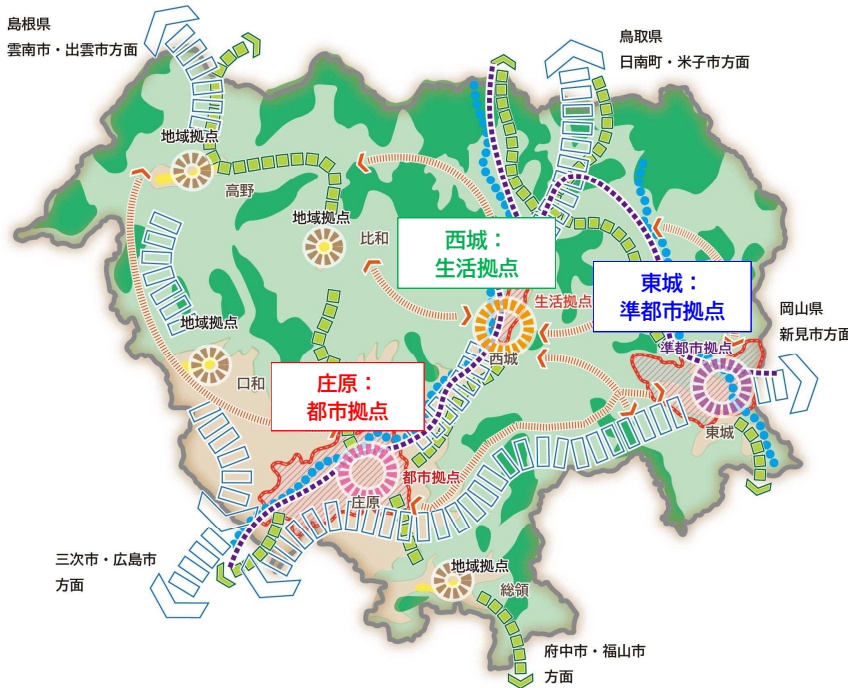 島根県
雲南市・出雲市方面
鳥取県
日南町・米子市方面
地域拠点
高野
地域拠点
比和
西城：
生活拠点
東城：
準都市拠点
生活拠点
西城
岡山県
新見市方面
地域拠点
口和
準都市拠点
東城
庄原：
都市拠点
都市拠点
庄原
三次市・広島市
方面
地域拠点
総領
府中市・福山市
方面